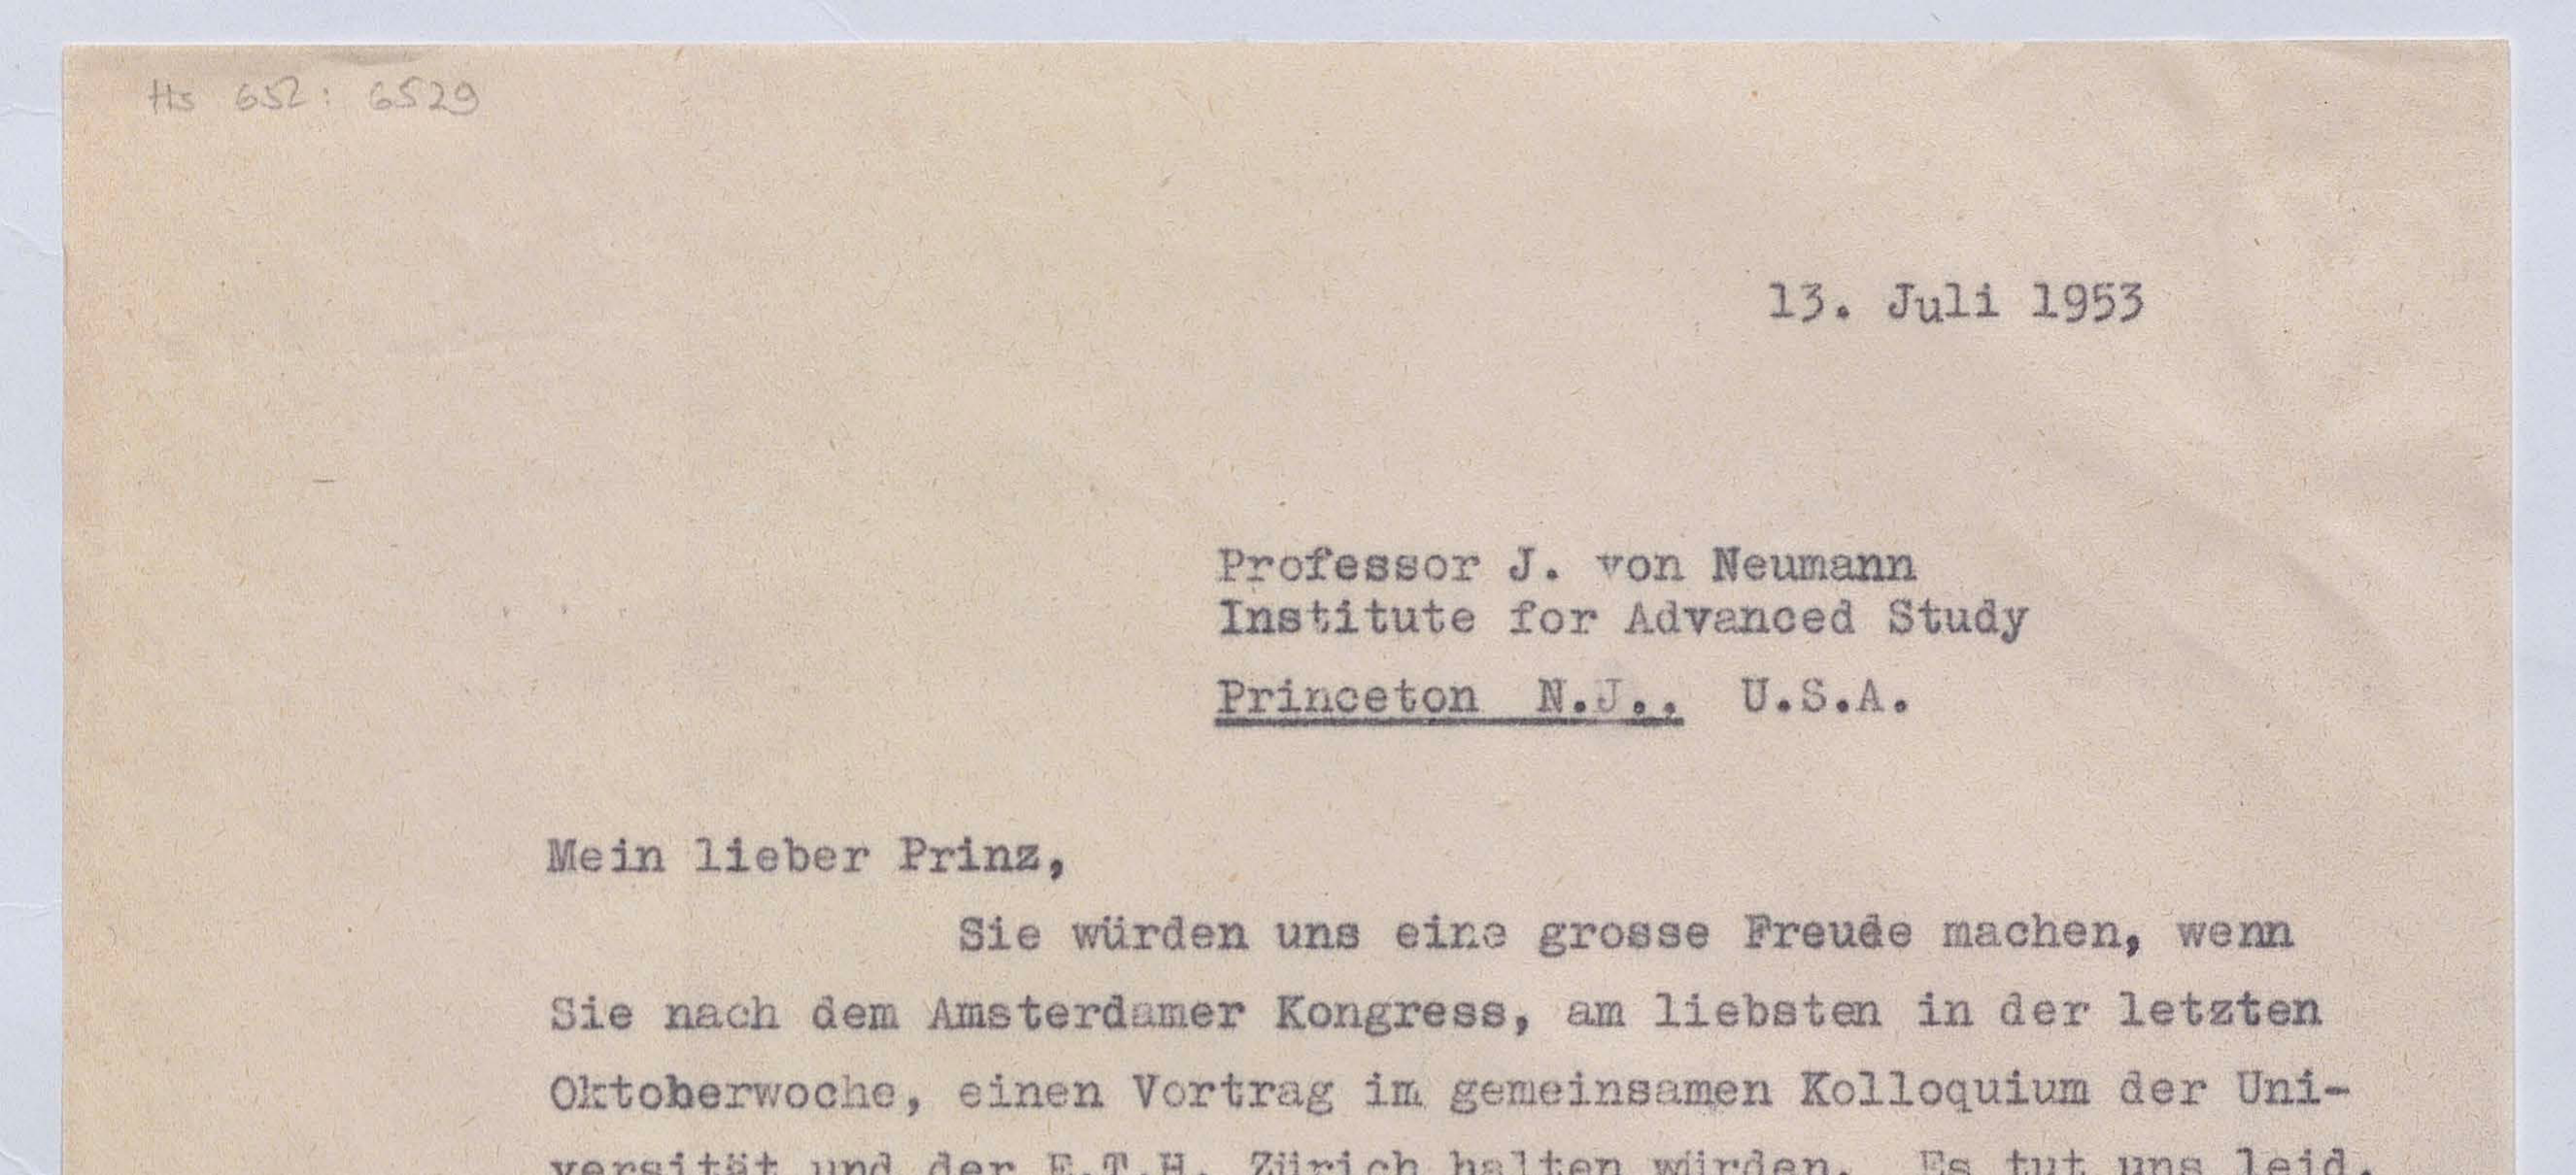 Hs 652: 6529
13. Juli 1953
Professor J. von Neumann
Institute for Advanced Study
Princeton N.J., U.S.A.
Mein lieber Prinz,
Sie würden uns eine grosse Freude machen, wenn
Sie nach dem Amsterdamer Kongress, am liebsten in der letzten
Oktoberwoche, einen Vortrag im gemeinsamen Kolloquium der Uni-
versität und der E.T.H. Zürich halten würden. Es tut uns leid,